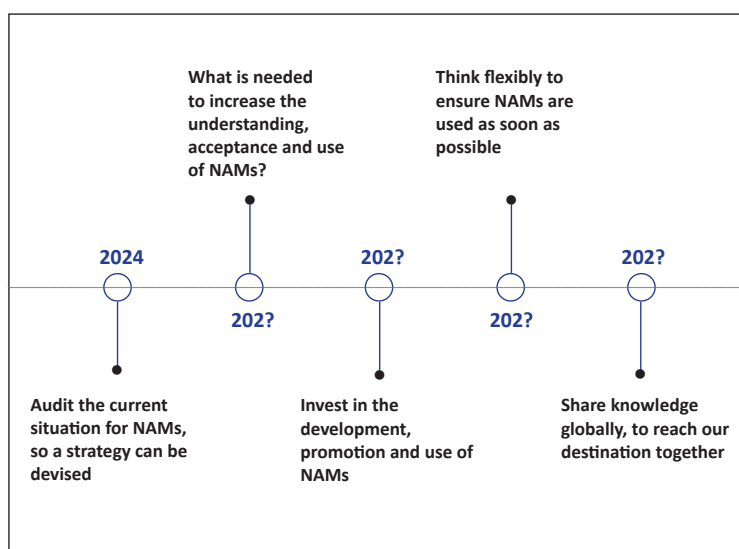 What is needed
to increase the
understanding,
acceptance and use
of NAMs?
Think flexibly to
ensure NAMs are
used as soon as
possible
2024
202?
202?
202?
202?
Audit the current
situation for NAMs,
so a strategy can be
devised
Invest in the
development,
promotion and use of
NAMs
Share knowledge
globally, to reach our
destination together